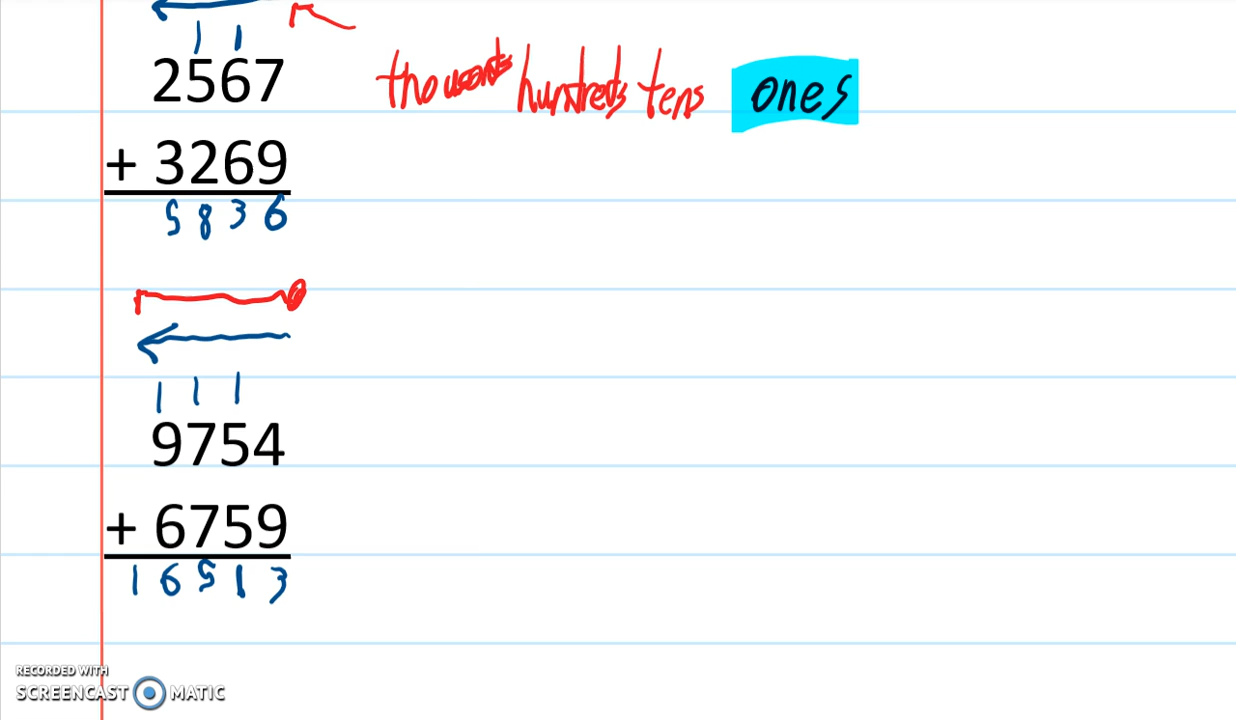 1 1
2567 thousands hundreds tens ones
+ 3269
5836
1 1 1
9754
+ 6759
16513
RECORDED WITH
SCREENCAST MATIC